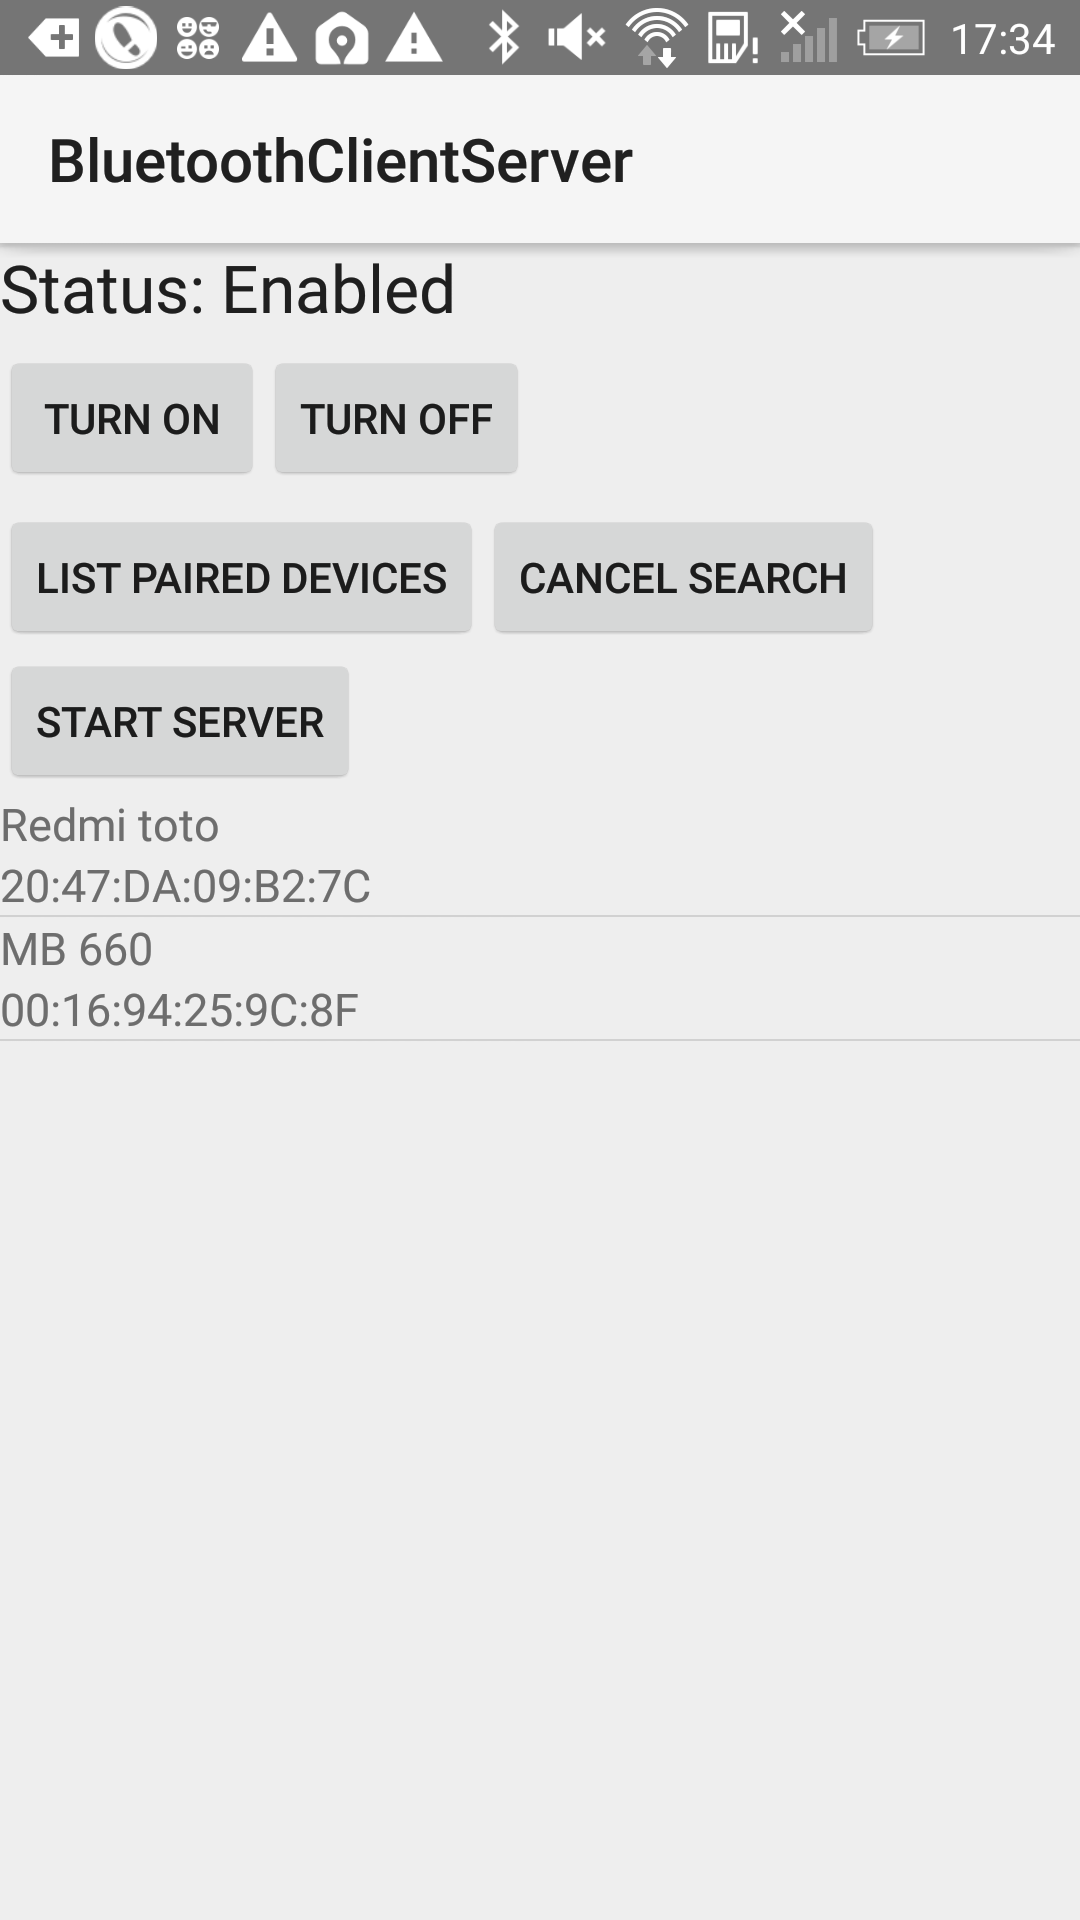 17:34
BluetoothClientServer
Status: Enabled
TURN ON TURN OFF
LIST PAIRED DEVICES CANCEL SEARCH
START SERVER
Redmi toto
20:47:DA:09:B2:7C
MB 660
00:16:94:25:9C:8F